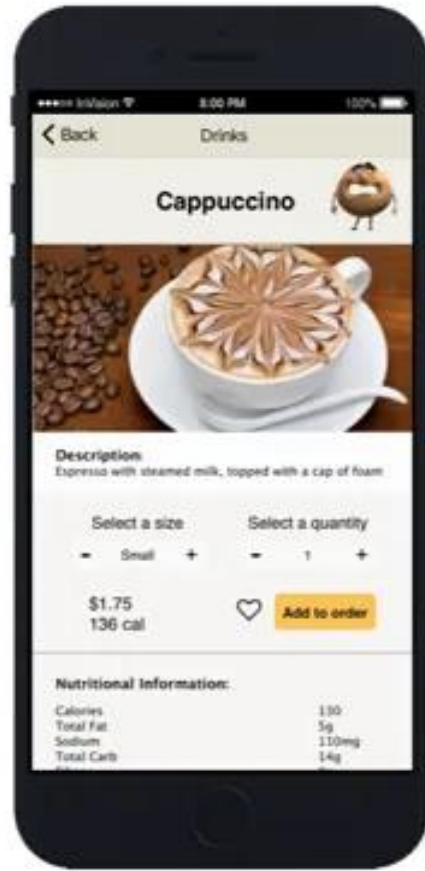 InVision 8:00 PM 100%
Back Drinks
Cappuccino
Description
Espresso with steamed milk, topped with a cap of foam
Select a size Select a quantity
- Small + - 1 +
$1.75
136 cal
Add to order
Nutritional Information:
Calories 130
Total Fat 5g
Sodium 110mg
Total Carb 14g